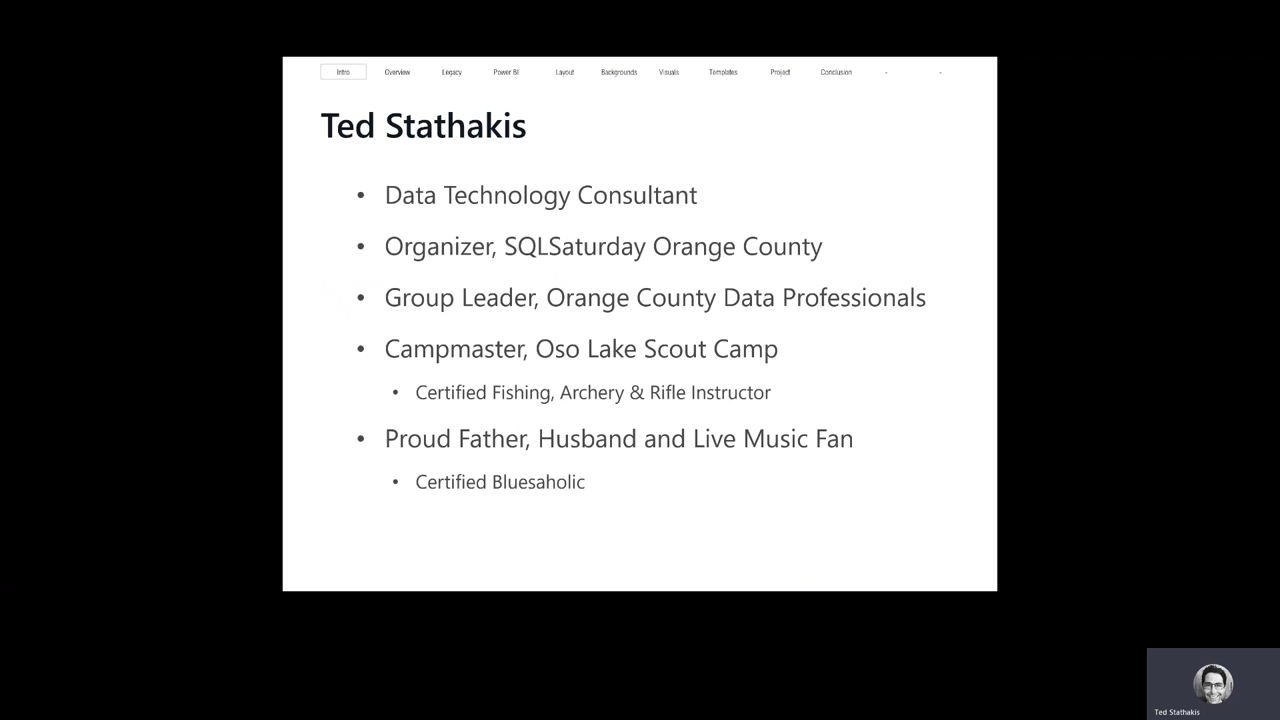 Intro Overview Legacy Power BI Layout Backgrounds Visuals Templates Project Conclusion - -
Ted Stathakis
• Data Technology Consultant
• Organizer, SQLSaturday Orange County
• Group Leader, Orange County Data Professionals
• Campmaster, Oso Lake Scout Camp
• Certified Fishing, Archery & Rifle Instructor
• Proud Father, Husband and Live Music Fan
• Certified Bluesaholic
Ted Stathakis